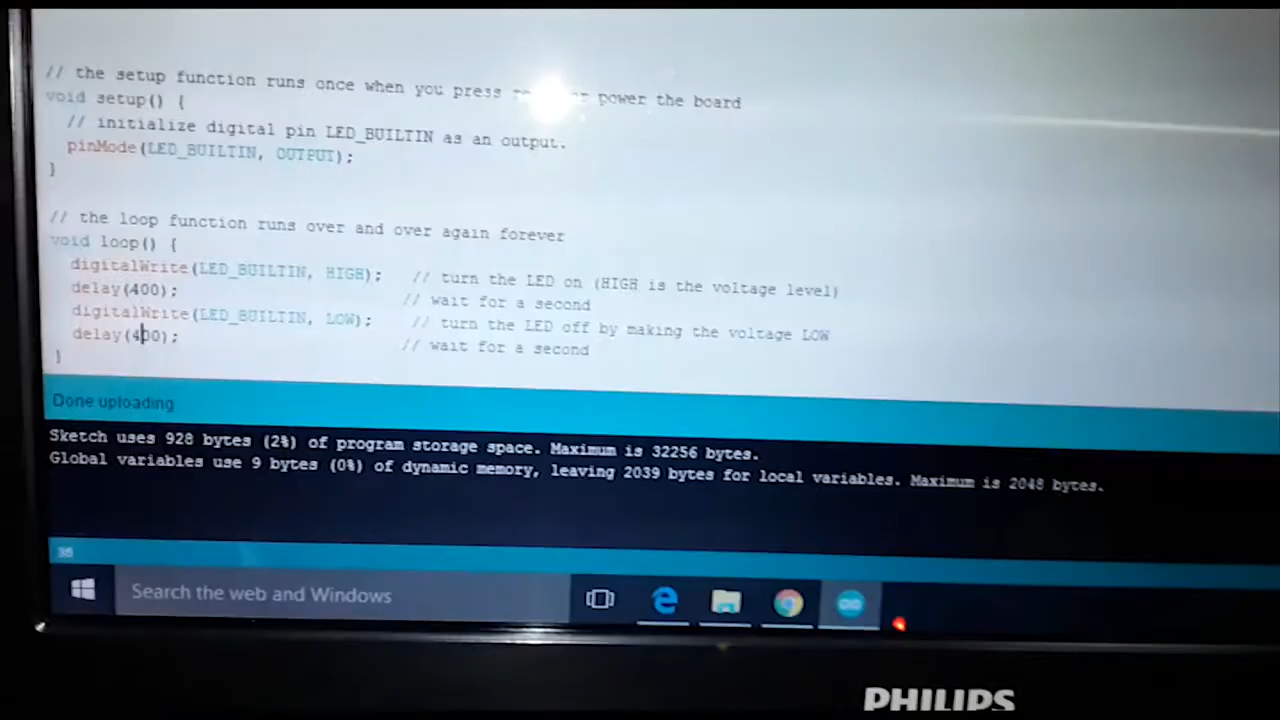 // the setup function runs once when you press power the board
void setup() {
// initialize digital pin LED_BUILTIN as an output.
pinMode(LED_BUILTIN, OUTPUT);
}
// the loop function runs over and over again forever
void loop() {
digitalWrite(LED_BUILTIN, HIGH); // turn the LED on (HIGH is the voltage level)
delay(400); // wait for a second
digitalWrite(LED_BUILTIN, LOW); // turn the LED off by making the voltage LOW
delay(400); // wait for a second
}
Done uploading
Sketch uses 928 bytes (2%) of program storage space. Maximum is 32256 bytes.
Global variables use 9 bytes (0%) of dynamic memory, leaving 2039 bytes for local variables. Maximum is 2048 bytes.
Search the web and Windows
PHILIPS